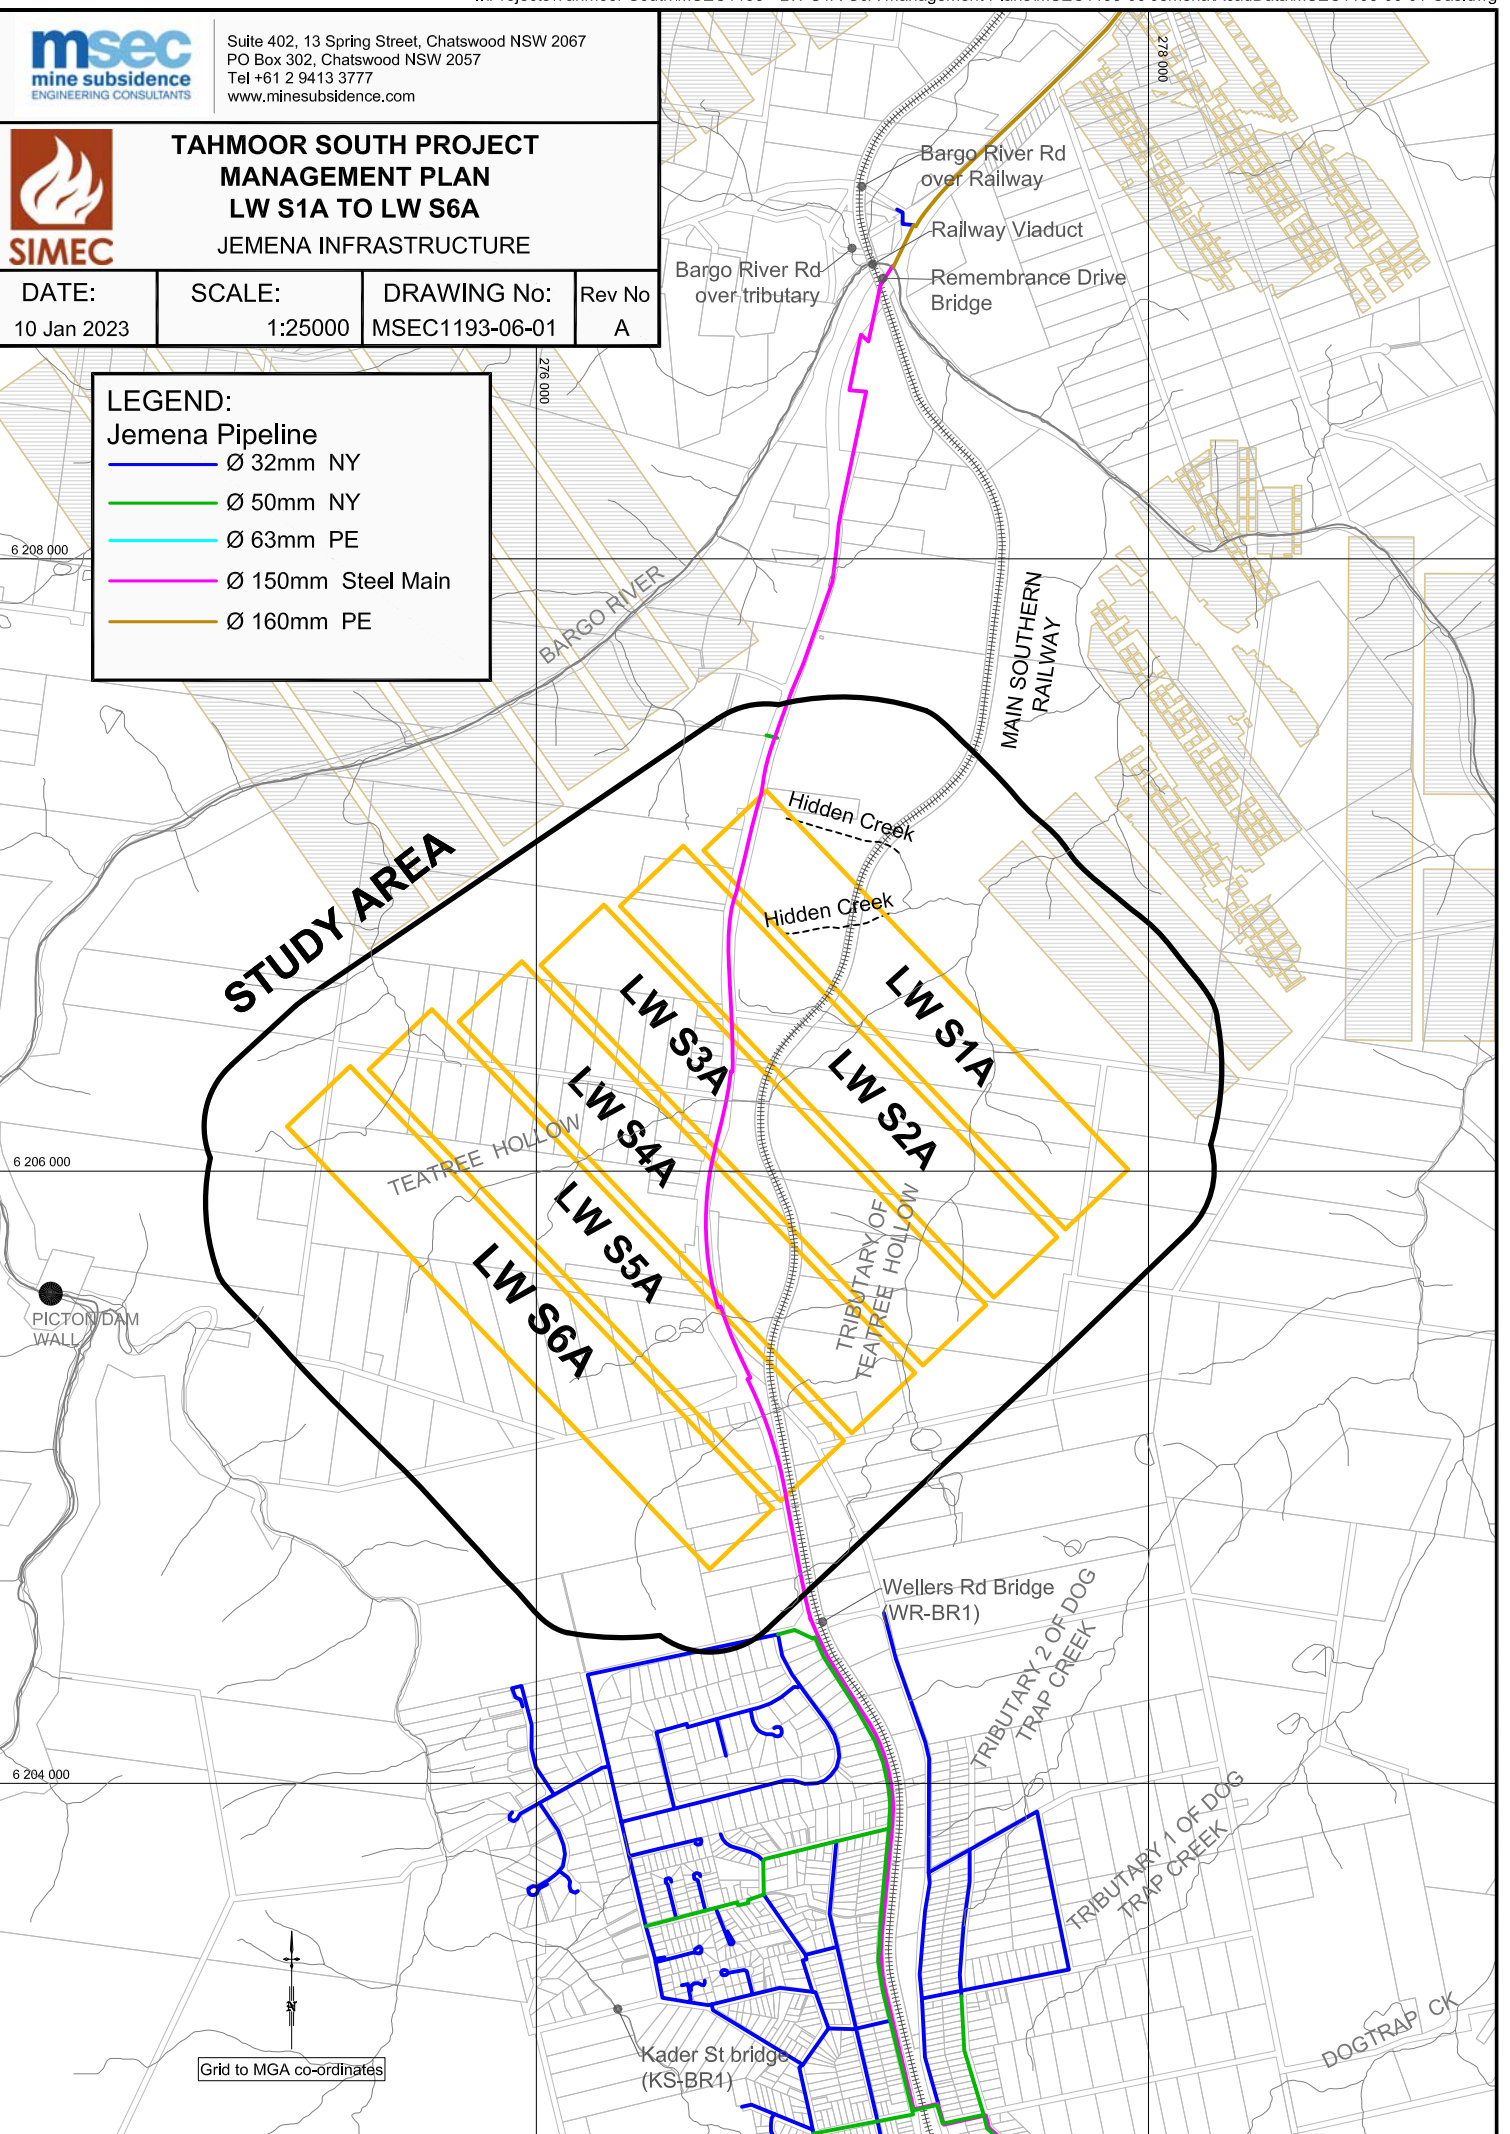 msec
mine subsidence
ENGINEERING CONSULTANTS
Suite 402, 13 Spring Street, Chatswood NSW 2067
PO Box 302, Chatswood NSW 2057
Tel +61 2 9413 3777
www.minesubsidence.com
SIMEC
TAHMOOR SOUTH PROJECT
MANAGEMENT PLAN
LW S1A TO LW S6A
JEMENA INFRASTRUCTURE
DATE:
10 Jan 2023
SCALE:
1:25000
DRAWING No:
MSEC1193-06-01
Rev No
A
LEGEND:
Jemena Pipeline
Ø 32mm NY
Ø 50mm NY
Ø 63mm PE
Ø 150mm Steel Main
Ø 160mm PE
276 000
278 000
6 208 000
6 206 000
6 204 000
Bargo River Rd
over Railway
Railway Viaduct
Bargo River Rd
over tributary
Remembrance Drive
Bridge
BARGO RIVER
MAIN SOUTHERN
RAILWAY
STUDY AREA
Hidden Creek
Hidden Creek
LW S1A
LW S2A
LW S3A
LW S4A
LW S5A
LW S6A
TEATREE HOLLOW
TRIBUTARY OF
TEATREE HOLLOW
PICTON DAM
WALL
Wellers Rd Bridge
(WR-BR1)
TRIBUTARY 2 OF DOG
TRAP CREEK
TRIBUTARY 1 OF DOG
TRAP CREEK
DOGTRAP CK
Kader St bridge
(KS-BR1)
N
Grid to MGA co-ordinates